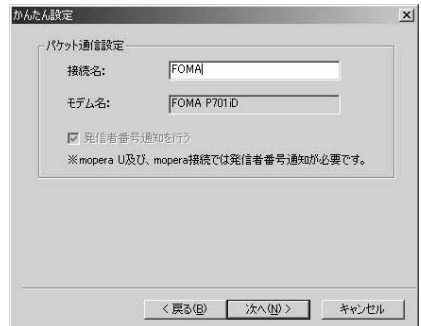 かんたん設定
パケット通信設定
接続名: FOMA
モデム名: FOMA P701iD
発信者番号通知を行う
※mopera U及び、mopera接続では発信者番号通知が必要です。
< 戻る(B) 次へ(N) > キャンセル